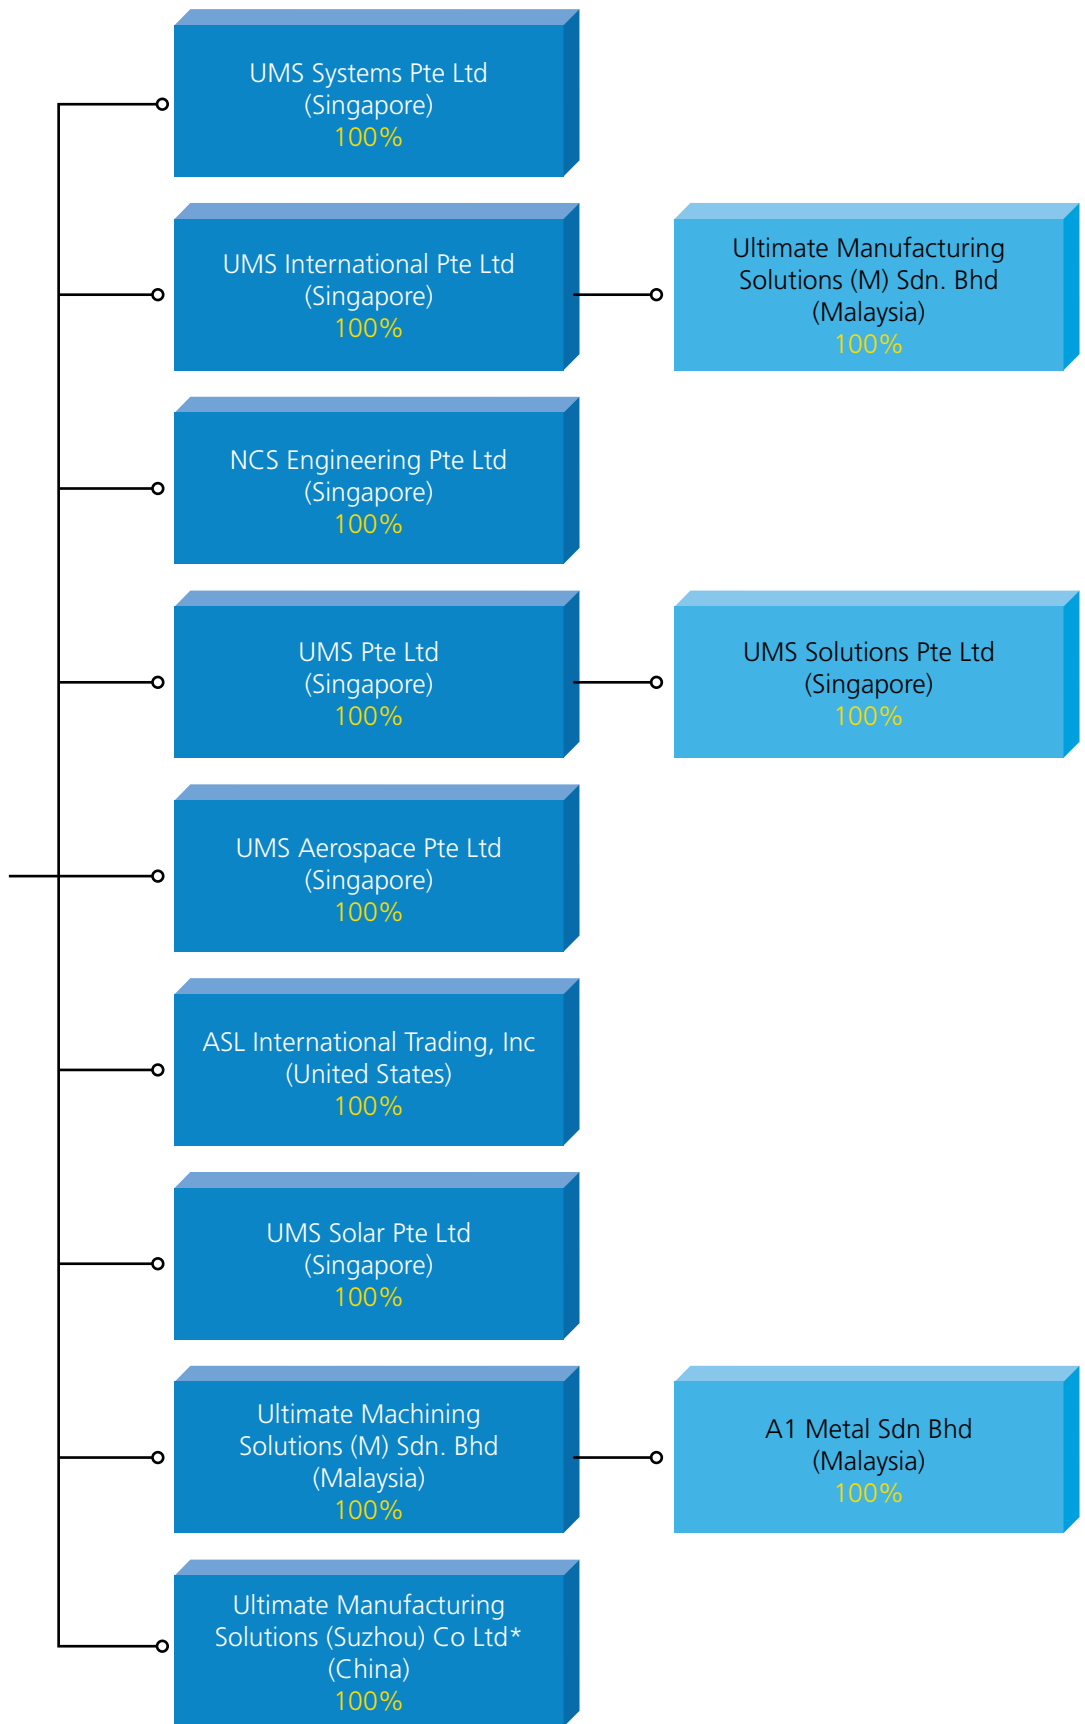 UMS Systems Pte Ltd
(Singapore)
100%
UMS International Pte Ltd
(Singapore)
100%
Ultimate Manufacturing
Solutions (M) Sdn. Bhd
(Malaysia)
100%
NCS Engineering Pte Ltd
(Singapore)
100%
UMS Pte Ltd
(Singapore)
100%
UMS Solutions Pte Ltd
(Singapore)
100%
UMS Aerospace Pte Ltd
(Singapore)
100%
ASL International Trading, Inc
(United States)
100%
UMS Solar Pte Ltd
(Singapore)
100%
Ultimate Machining
Solutions (M) Sdn. Bhd
(Malaysia)
100%
A1 Metal Sdn Bhd
(Malaysia)
100%
Ultimate Manufacturing
Solutions (Suzhou) Co Ltd*
(China)
100%